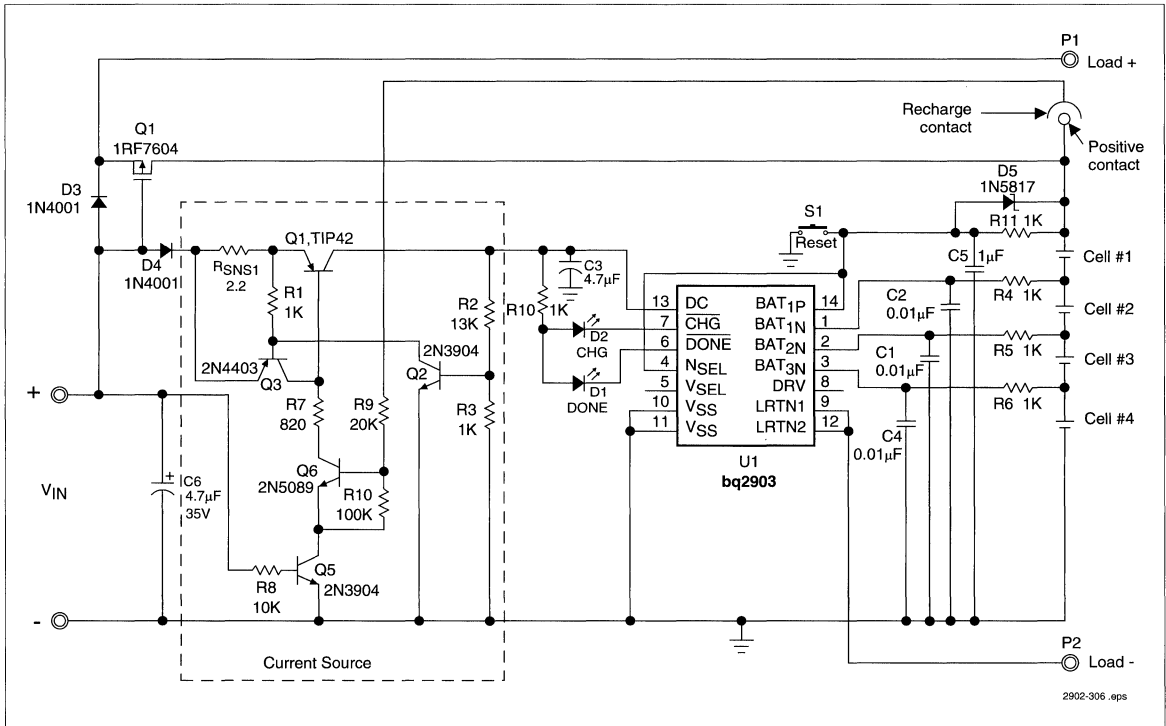 P1
Load +
Recharge
contact
Positive
contact
Q1
1RF7604
D3
1N4001
D5
1N5817
S1
Reset
R11 1K
Q1,TIP42
D4
1N4001
RSNS1
2.2
R1
1K
R2
13K
C3
4.7µF
R10
1K
C5 1µF
Cell #1
C2
0.01µF
R4 1K
Cell #2
13 DC BAT1P 14
7 CHG BAT1N 1
6 DONE BAT2N 2
4 NSEL BAT3N 3
5 VSEL DRV 8
10 VSS LRTN1 9
11 VSS LRTN2 12
U1
bq2903
D2
CHG
D1
DONE
2N4403
Q3
2N3904
Q2
R3
1K
C1
0.01µF
R5 1K
Cell #3
R6 1K
Cell #4
C4
0.01µF
R7
820
R9
20K
+
VIN
-
C6
+
4.7µF
35V
Q6
2N5089
R10
100K
Q5
2N3904
R8
10K
Current Source
P2
Load -
2902-306 .eps